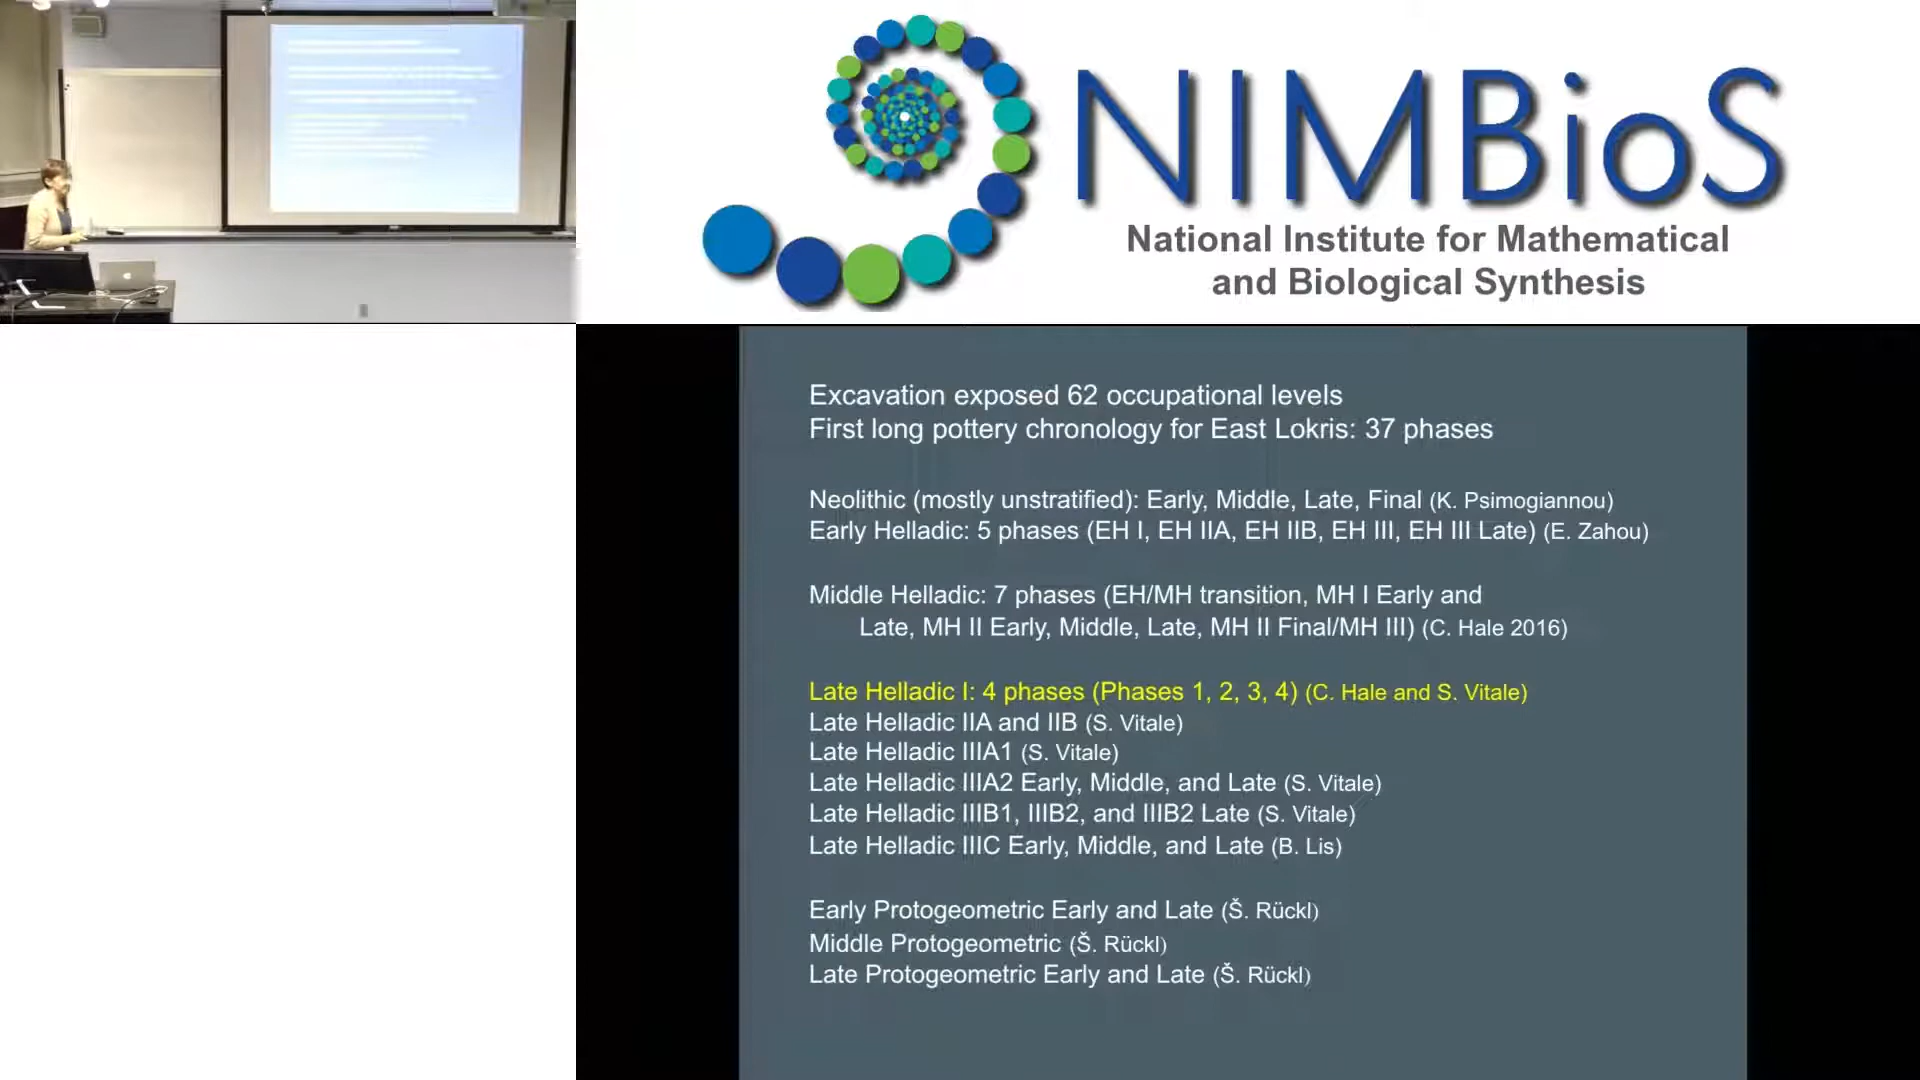 NIMBioS
National Institute for Mathematical
and Biological Synthesis
Excavation exposed 62 occupational levels
First long pottery chronology for East Lokris: 37 phases
Neolithic (mostly unstratified): Early, Middle, Late, Final (K. Psimogiannou)
Early Helladic: 5 phases (EH I, EH IIA, EH IIB, EH III, EH III Late) (E. Zahou)
Middle Helladic: 7 phases (EH/MH transition, MH I Early and
Late, MH II Early, Middle, Late, MH II Final/MH III) (C. Hale 2016)
Late Helladic I: 4 phases (Phases 1, 2, 3, 4) (C. Hale and S. Vitale)
Late Helladic IIA and IIB (S. Vitale)
Late Helladic IIIA1 (S. Vitale)
Late Helladic IIIA2 Early, Middle, and Late (S. Vitale)
Late Helladic IIIB1, IIIB2, and IIIB2 Late (S. Vitale)
Late Helladic IIIC Early, Middle, and Late (B. Lis)
Early Protogeometric Early and Late (Š. Rückl)
Middle Protogeometric (Š. Rückl)
Late Protogeometric Early and Late (Š. Rückl)